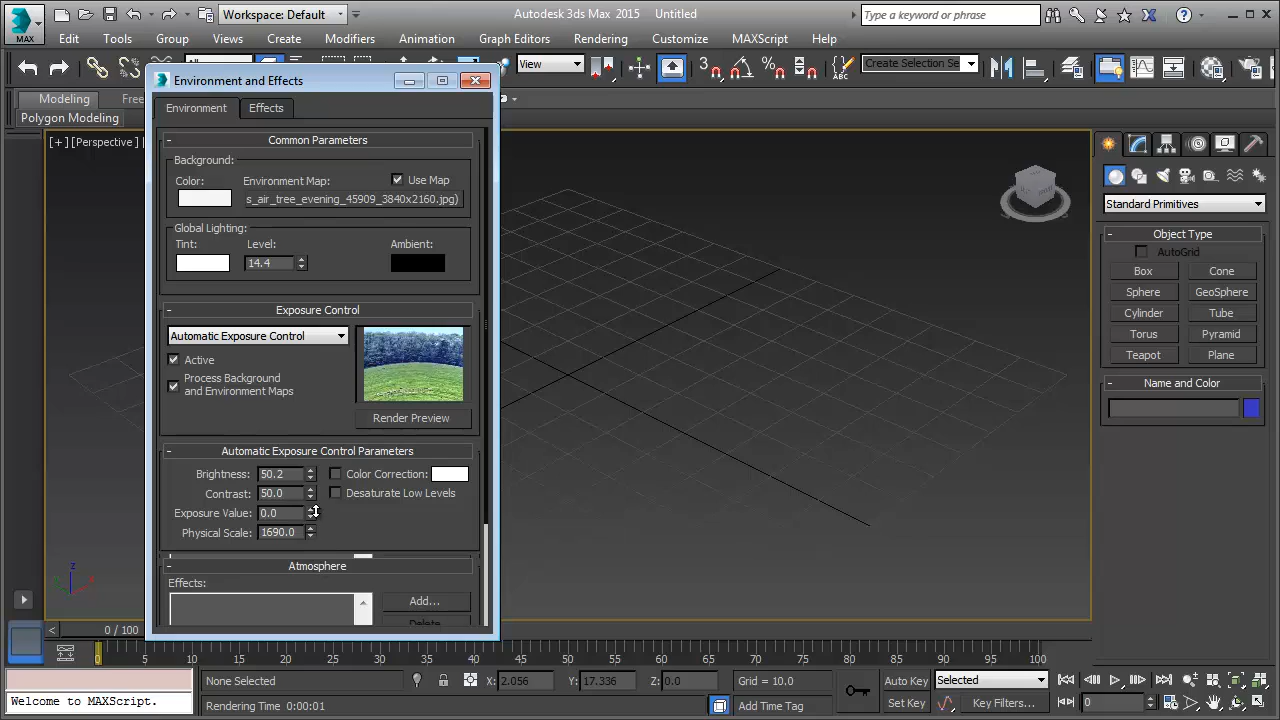 Workspace: Default
Autodesk 3ds Max 2015 Untitled
Type a keyword or phrase
MAX
Edit Tools Group Views Create Modifiers Animation Graph Editors Rendering Customize MAXScript Help
View
Create Selection Se
Modeling
Polygon Modeling
Environment and Effects
Environment Effects
[+][Perspective]
Common Parameters
Background:
Color: Environment Map: Use Map
s_air_tree_evening_45909_3840x2160.jpg)
Global Lighting:
Tint: Level: Ambient:
14.4
Exposure Control
Automatic Exposure Control
Active
Process Background
and Environment Maps
Render Preview
Automatic Exposure Control Parameters
Brightness: 50.2 Color Correction:
Contrast: 50.0 Desaturate Low Levels
Exposure Value: 0.0
Physical Scale: 1690.0
Atmosphere
Effects:
Add...
Delete
Standard Primitives
Object Type
AutoGrid
Box Cone
Sphere GeoSphere
Cylinder Tube
Torus Pyramid
Teapot Plane
Name and Color
z
0 / 100
0 5 10 15 20 25 30 35 40 45 50 55 60 65 70 75 80 85 90 95 100
None Selected X: 2.056 Y: 17.336 Z: 0.0 Grid = 10.0 Auto Key Selected
Welcome to MAXScript. Rendering Time 0:00:01 Add Time Tag Set Key Key Filters... 0